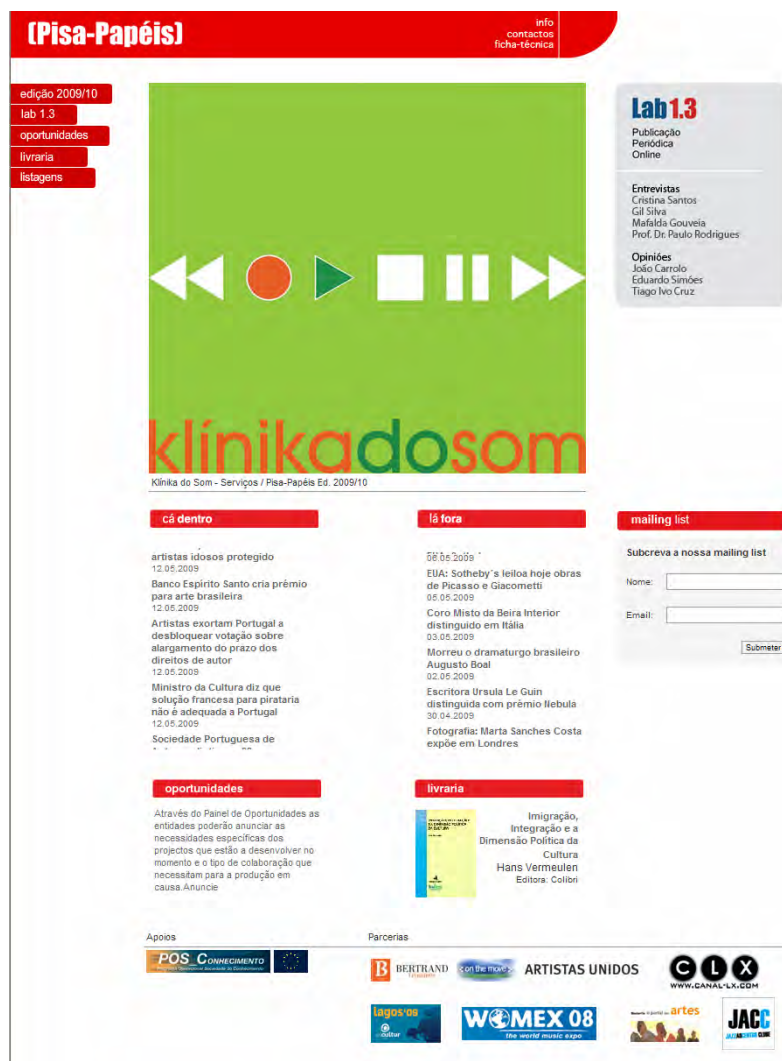 (Pisa-Papéis)
info
contactos
ficha-técnica
edição 2009/10
lab 1.3
oportunidades
livraria
listagens
klínikadosom
Klínika do Som - Serviços / Pisa-Papéis Ed. 2009/10
Lab1.3
Publicação
Periódica
Online
Entrevistas
Cristina Santos
Gil Silva
Mafalda Gouveia
Prof. Dr. Paulo Rodrigues
Opiniões
João Carrolo
Eduardo Simões
Tiago Ivo Cruz
cá dentro
artistas idosos protegido
12.05.2009
Banco Espirito Santo cria prémio
para arte brasileira
12.05.2009
Artistas exortam Portugal a
desbloquear votação sobre
alargamento do prazo dos
direitos de autor
12.05.2009
Ministro da Cultura diz que
solução francesa para pirataria
não é adequada a Portugal
12.05.2009
Sociedade Portuguesa de
lá fora
06.05.2009
EUA: Sotheby´s leiloa hoje obras
de Picasso e Giacometti
05.05.2009
Coro Misto da Beira Interior
distinguido em Itália
03.05.2009
Morreu o dramaturgo brasileiro
Augusto Boal
02.05.2009
Escritora Ursula Le Guin
distinguida com prémio Nebula
30.04.2009
Fotografia: Marta Sanches Costa
expõe em Londres
mailing list
Subcreva a nossa mailing list
Nome:
Email:
Submeter
oportunidades
Através do Painel de Oportunidades as
entidades poderão anunciar as
necessidades específicas dos
projectos que estão a desenvolver no
momento e o tipo de colaboração que
necessitam para a produção em
causa.Anuncie
livraria
Imigração,
Integração e a
Dimensão Política da
Cultura
Hans Vermeulen
Editora: Colibri
Apoios
POS_CONHECIMENTO
Parcerias
B BERTRAND
on the move
ARTISTAS UNIDOS
CLX
WWW.CANAL-LX.COM
lagos'09
WOMEX 08
the world music expo
artes
JACC